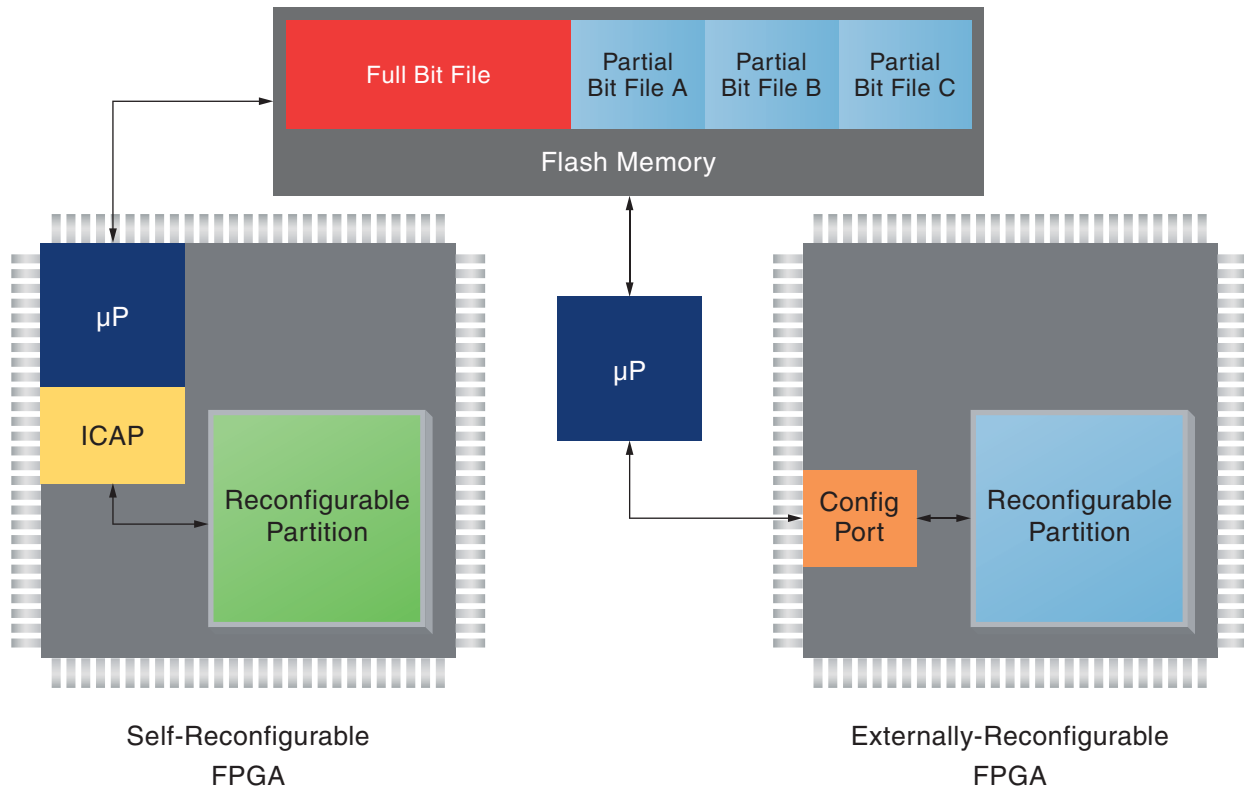 Full Bit File
Partial
Bit File A
Partial
Bit File B
Partial
Bit File C
Flash Memory
µP
ICAP
Reconfigurable
Partition
µP
Config
Port
Reconfigurable
Partition
Self-Reconfigurable
FPGA
Externally-Reconfigurable
FPGA